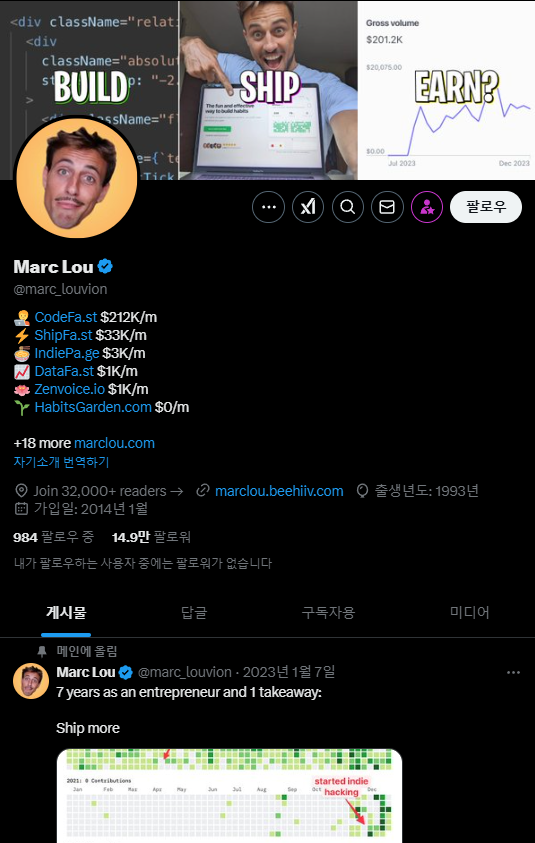 <div className="relati
<div
className="absolut
st p: "-2.
>
<d className="f
Name={`te
Tick
BUILD
SHIP
EARN?
The fun and effective
way to build habits
Gross volume
$201.2K
$20,075.00
$0.00
Jul 2023
Dec 2023
팔로우
Marc Lou
@marc_louvion
CodeFa.st $212K/m
ShipFa.st $33K/m
IndiePa.ge $3K/m
DataFa.st $1K/m
Zenvoice.io $1K/m
HabitsGarden.com $0/m
+18 more marclou.com
자기소개 번역하기
Join 32,000+ readers → marclou.beehiiv.com 출생년도: 1993년
가입일: 2014년 1월
984 팔로우 중 14.9만 팔로워
내가 팔로우하는 사용자 중에는 팔로워가 없습니다
게시물 답글 구독자용 미디어
메인에 올림
Marc Lou @marc_louvion · 2023년 1월 7일
7 years as an entrepreneur and 1 takeaway:
Ship more
2021: 0 Contributions
Jan Feb Mar Apr May Jun Jul Aug Sep Oct Nov Dec
started indie
hacking